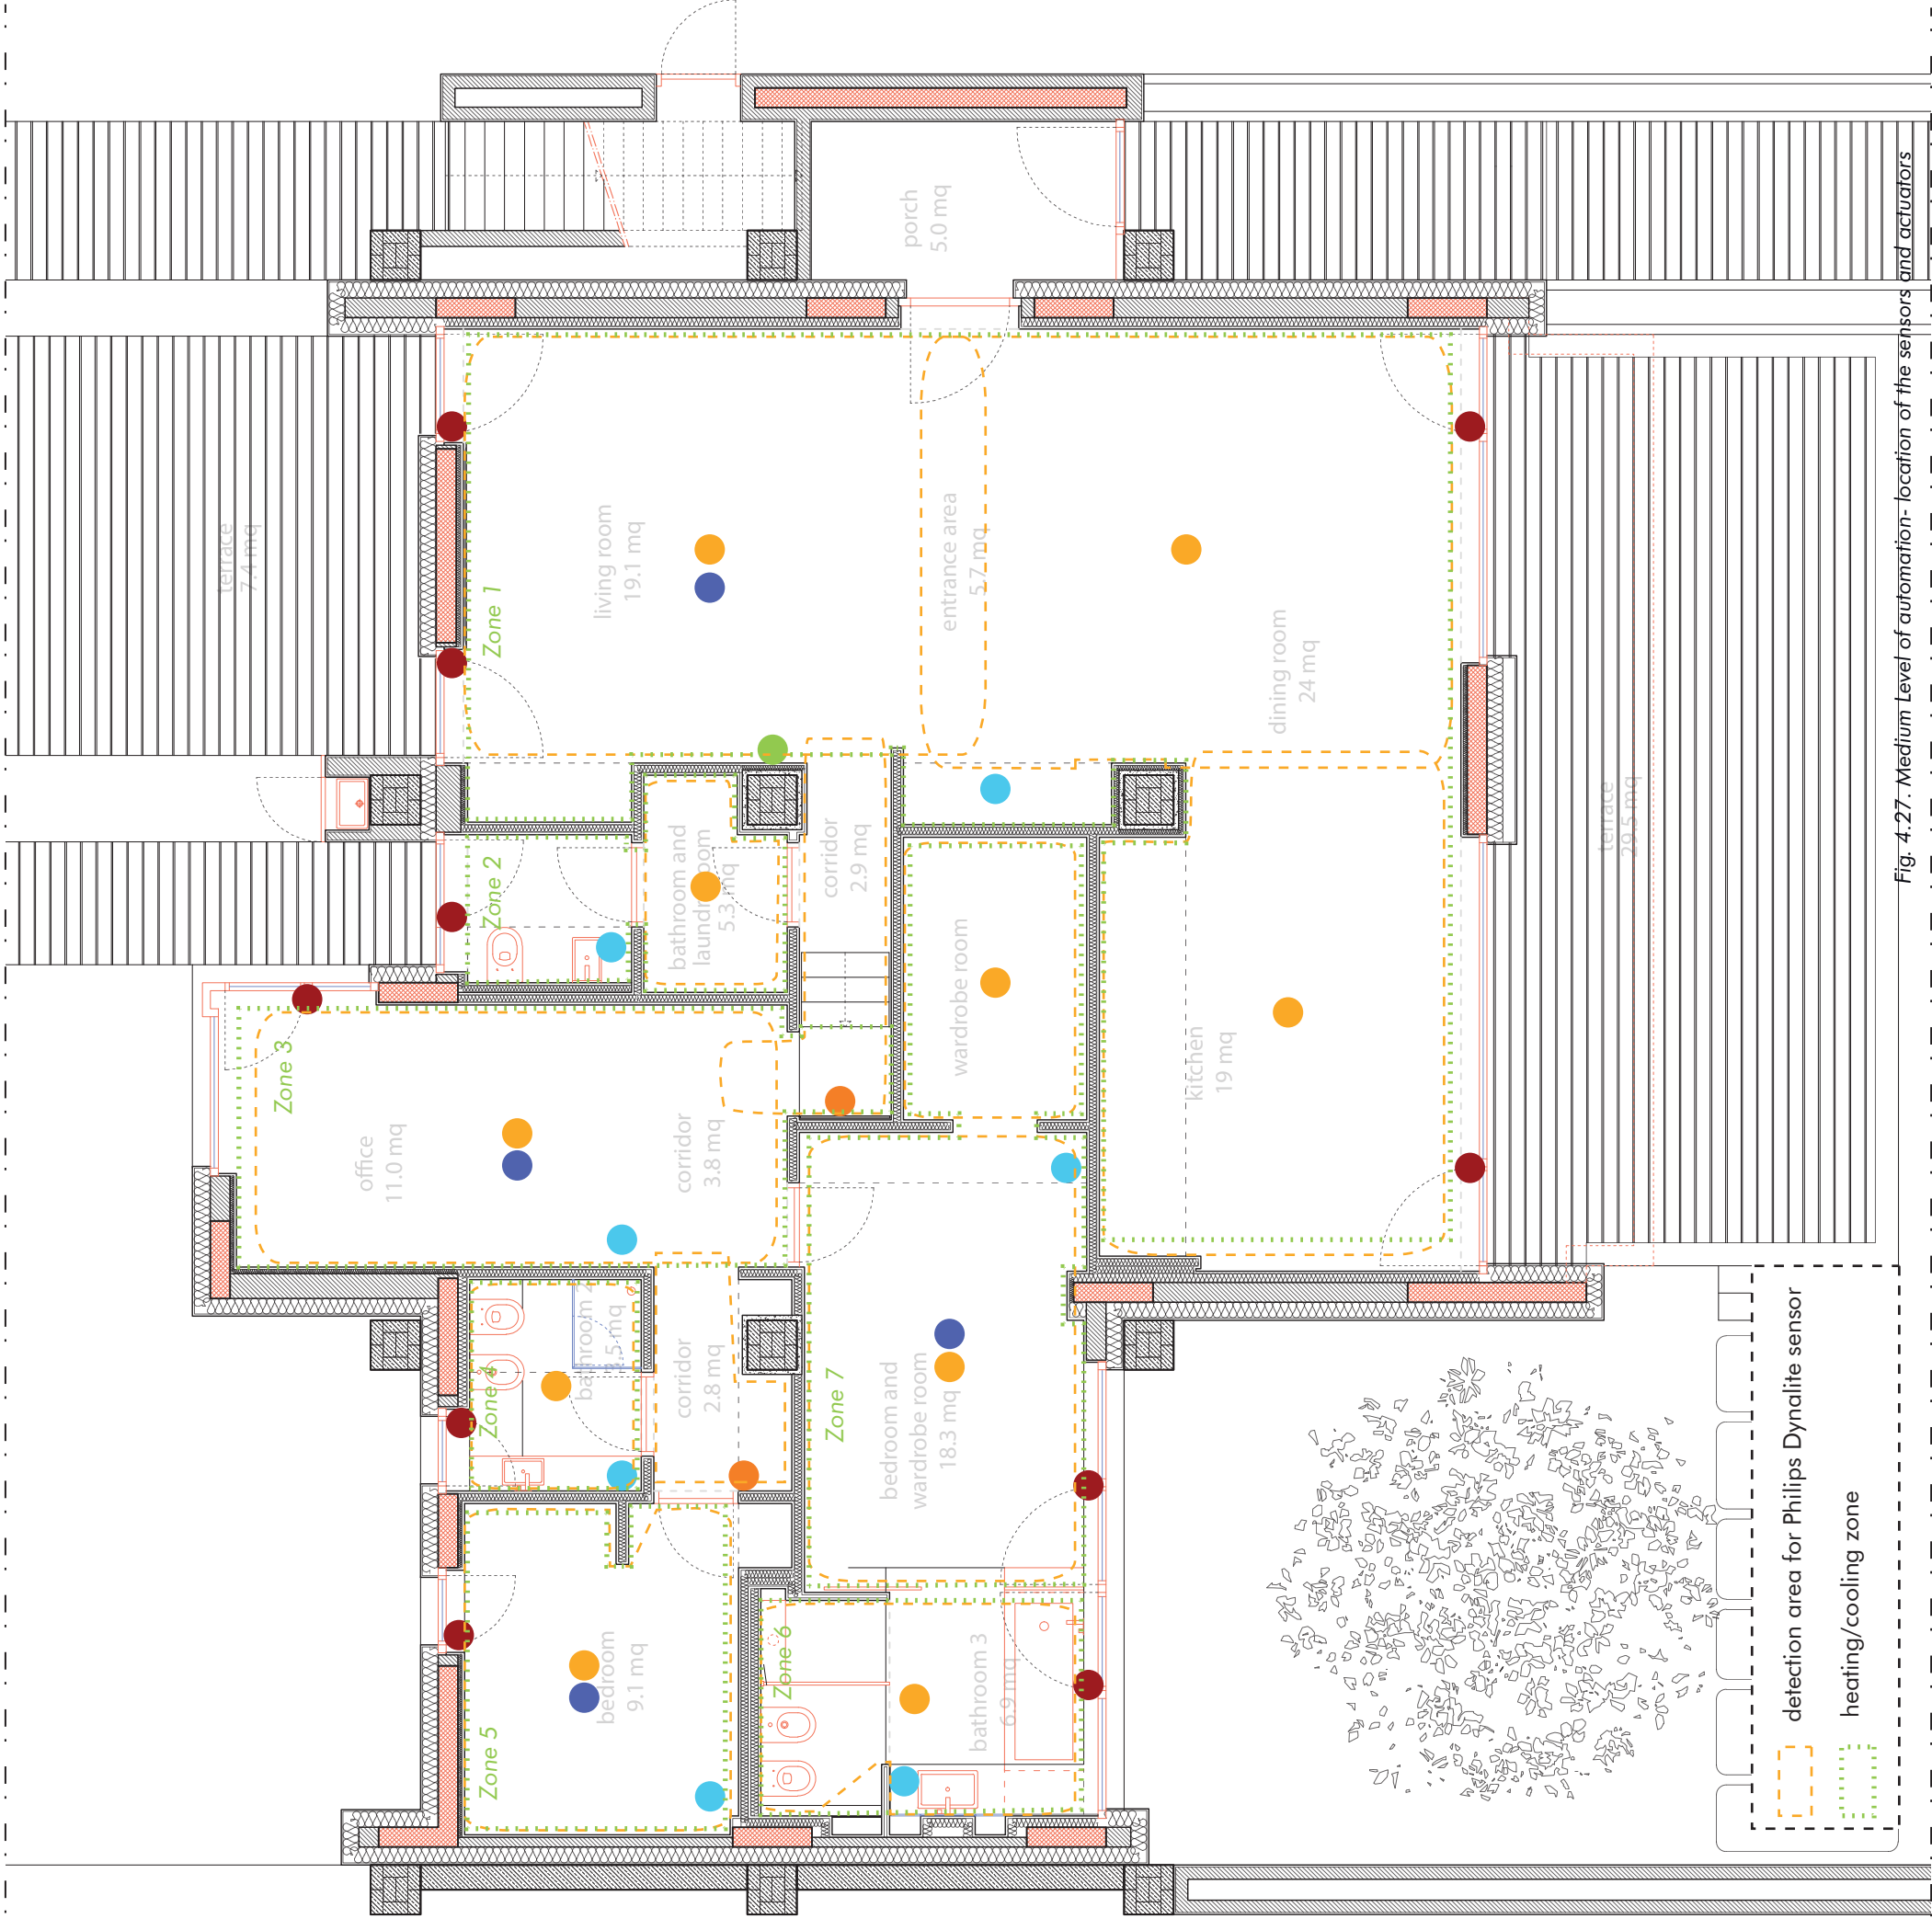 porch
5.0 mq
terrace
7.4 mq
Zone 1
living room
19.1 mq
entrance area
5.7 mq
dining room
24 mq
terrace
29.5 mq
Zone 2
bathroom and
laundry room
5.3 mq
corridor
2.9 mq
wardrobe room
kitchen
19 mq
Zone 3
office
11.0 mq
corridor
3.8 mq
Zone 4
bathroom 2
corridor
2.8 mq
Zone 7
bedroom and
wardrobe room
18.3 mq
Zone 5
bedroom
9.1 mq
Zone 6
bathroom 3
6.9 mq
detection area for Philips Dynalite sensor
heating/cooling zone
Fig. 4.27. Medium Level of automation- location of the sensors and actuators